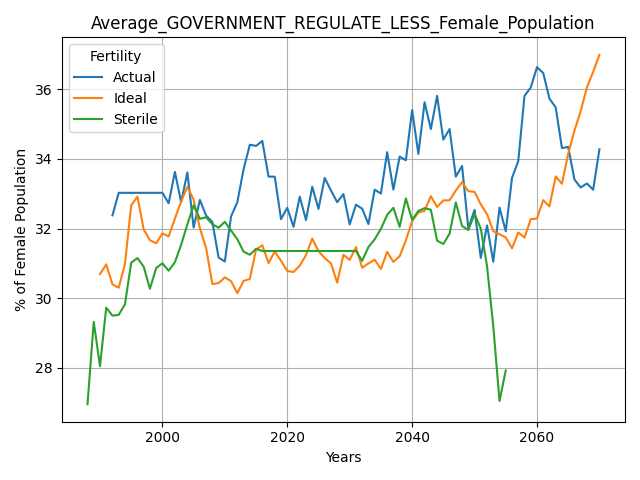 Average_GOVERNMENT_REGULATE_LESS_Female_Population
Fertility
Actual
Ideal
Sterile
% of Female Population
36
34
32
30
28
2000
2020
2040
2060
Years